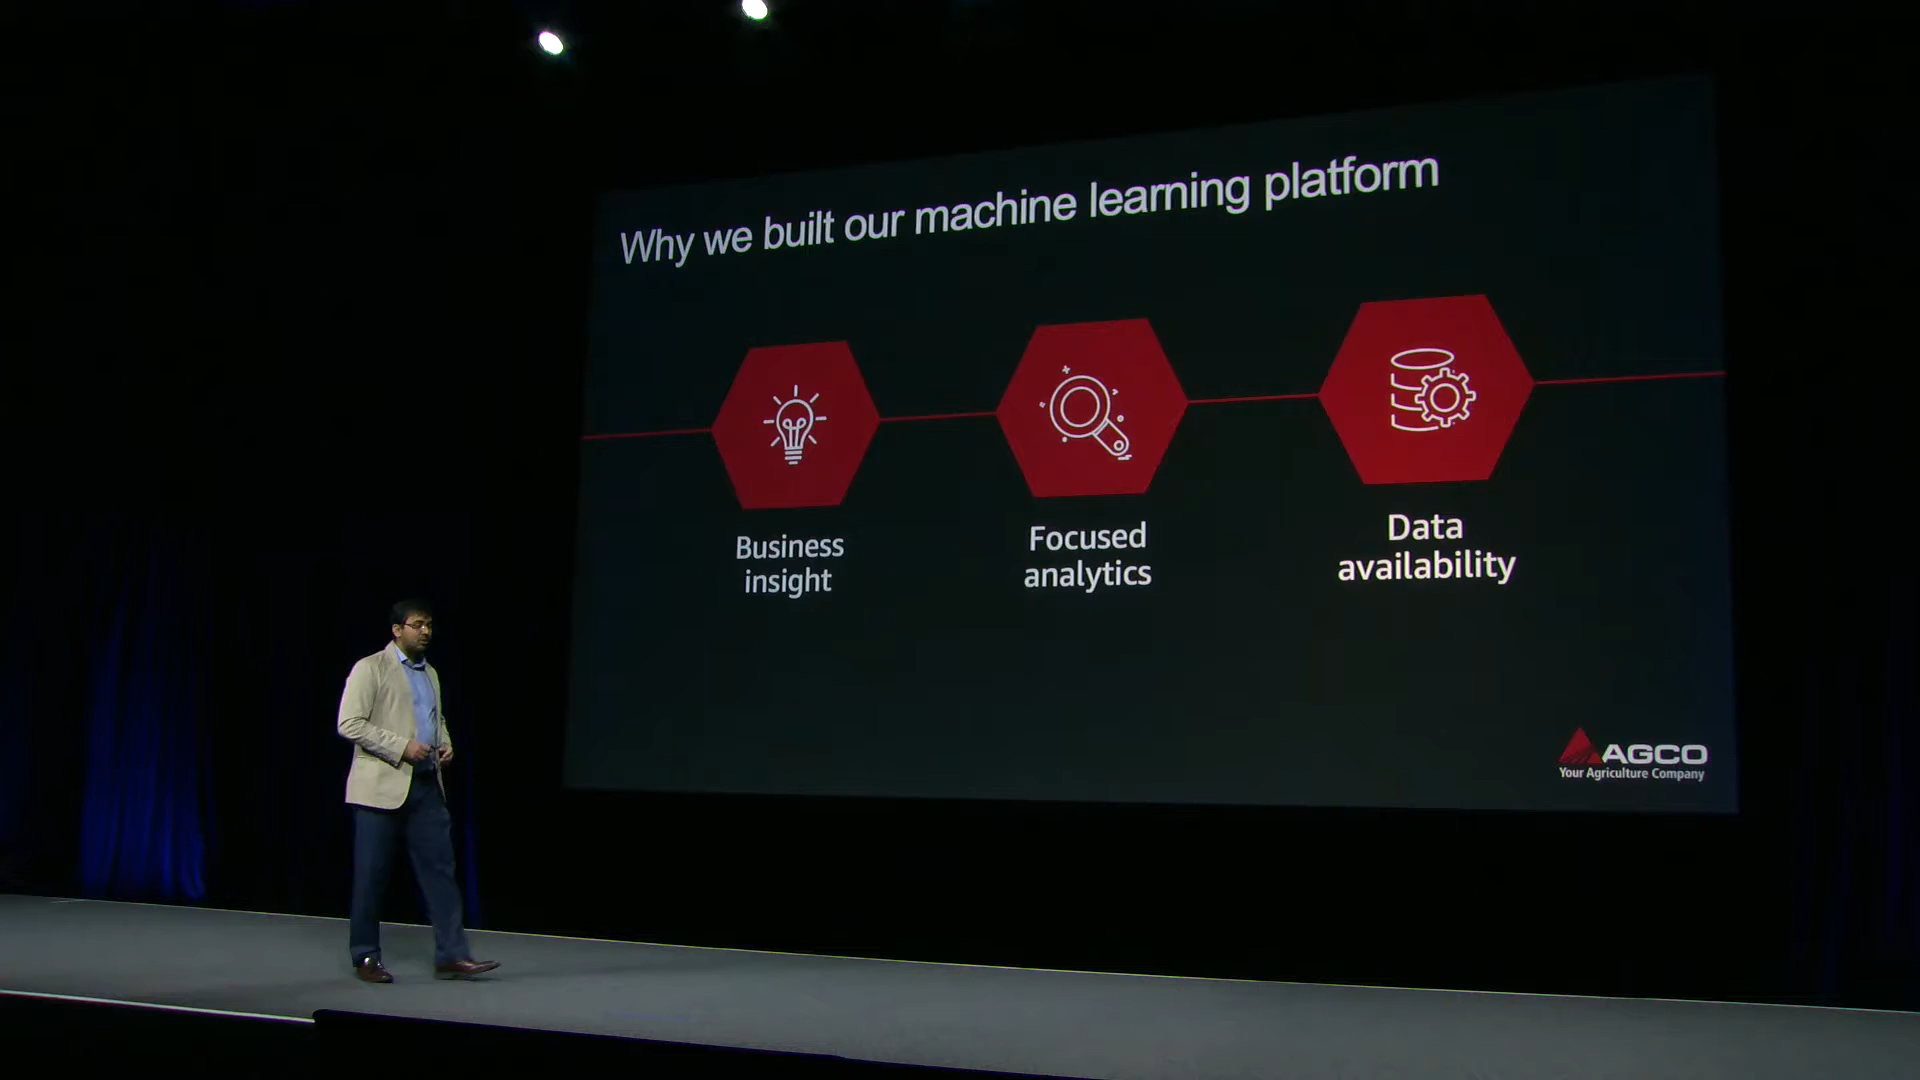 Why we built our machine learning platform
Business
insight
Focused
analytics
Data
availability
AGCO
Your Agriculture Company